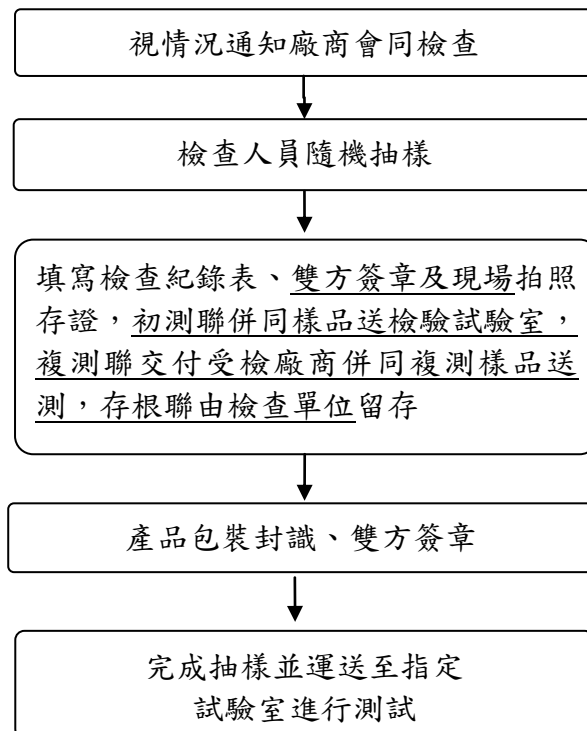 視情況通知廠商會同檢查
檢查人員隨機抽樣
填寫檢查紀錄表、雙方簽章及現場拍照
存證，初測聯併同樣品送檢驗試驗室，
複測聯交付受檢廠商併同複測樣品送
測，存根聯由檢查單位留存
產品包裝封識、雙方簽章
完成抽樣並運送至指定
試驗室進行測試